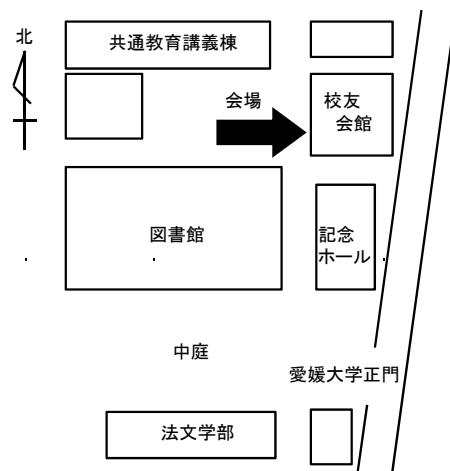 北
共通教育講義棟
会場
校友
会館
図書館
記念
ホール
中庭
愛媛大学正門
法文学部